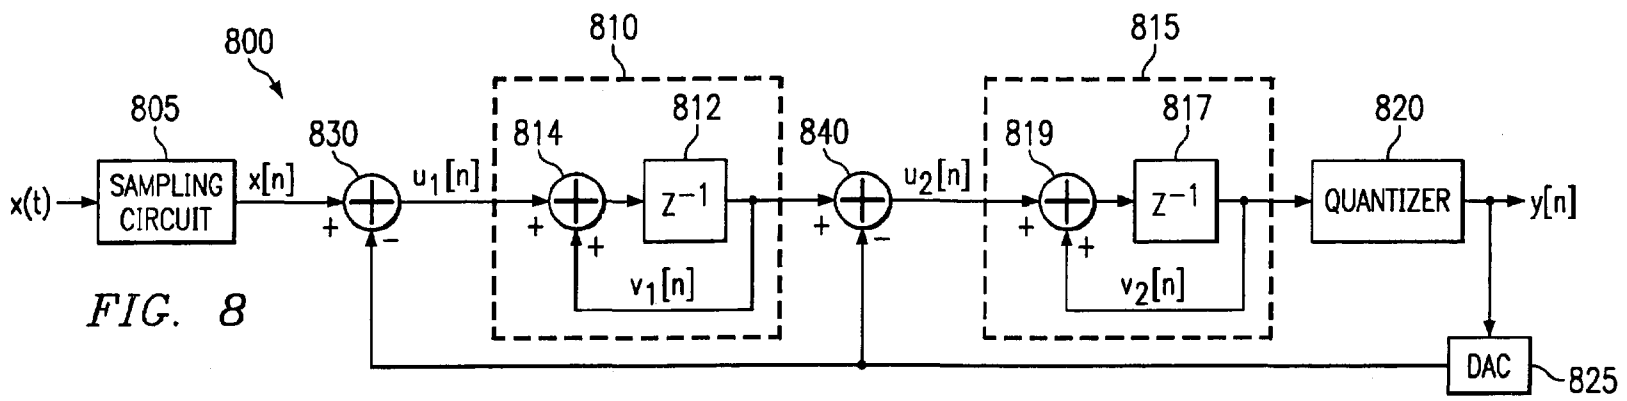 800
810
815
805
830
814
812
840
819
817
820
x(t)
SAMPLING
CIRCUIT
x[n]
+
−
u₁[n]
+
+
z⁻¹
v₁[n]
+
−
u₂[n]
+
+
z⁻¹
v₂[n]
QUANTIZER
y[n]
FIG. 8
DAC
825